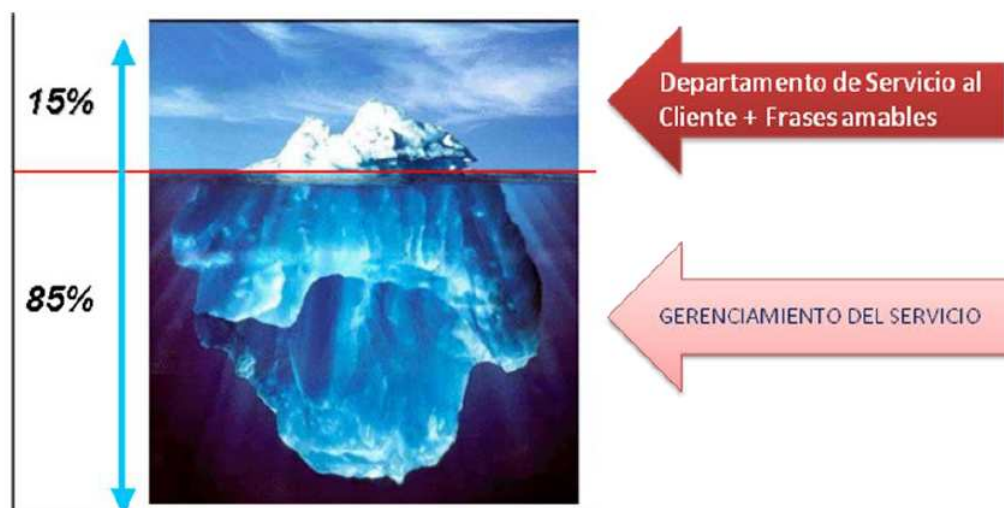 15%
Departamento de Servicio al
Cliente + Frases amables
85%
GERENCIAMIENTO DEL SERVICIO